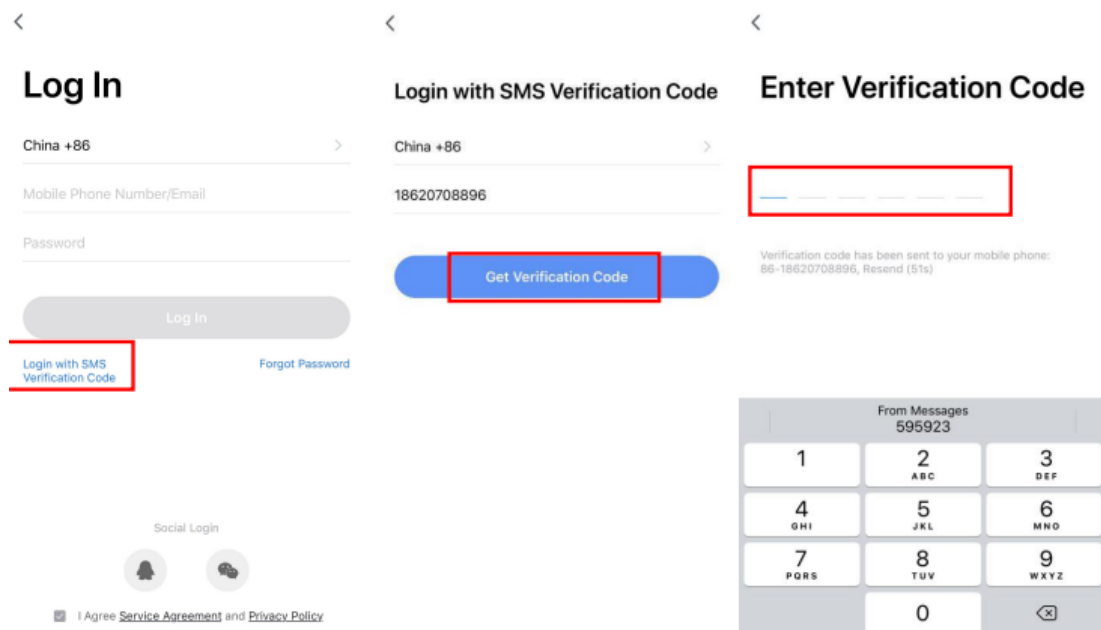 Log In
China +86
Mobile Phone Number/Email
Password
Log In
Login with SMS
Verification Code
Forgot Password
Social Login
I Agree Service Agreement and Privacy Policy
Login with SMS Verification Code
China +86
18620708896
Get Verification Code
Enter Verification Code
Verification code has been sent to your mobile phone:
86-18620708896, Resend (51s)
From Messages
595923
1
2
ABC
3
DEF
4
GHI
5
JKL
6
MNO
7
PQRS
8
TUV
9
WXYZ
0